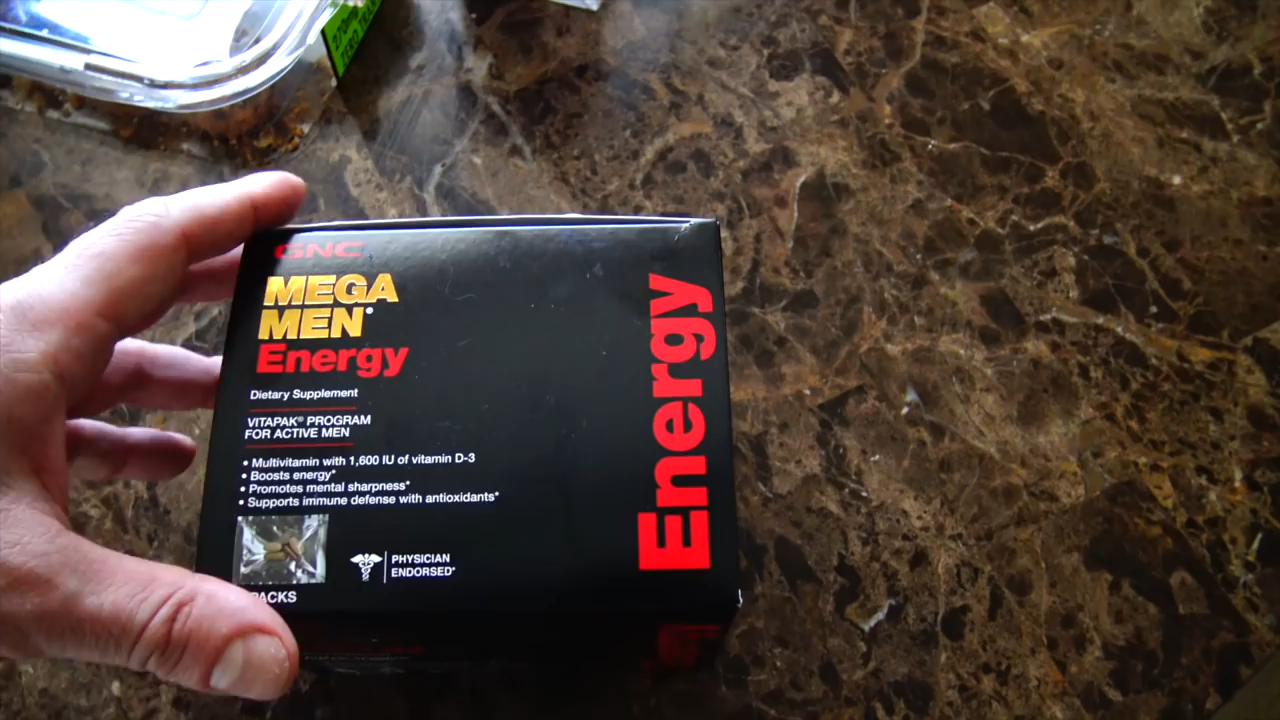 GNC
MEGA
MEN®
Energy
Dietary Supplement
VITAPAK® PROGRAM
FOR ACTIVE MEN
• Multivitamin with 1,600 IU of vitamin D-3
• Boosts energy*
• Promotes mental sharpness*
• Supports immune defense with antioxidants*
PHYSICIAN
ENDORSED*
PACKS
Energy
ZERO